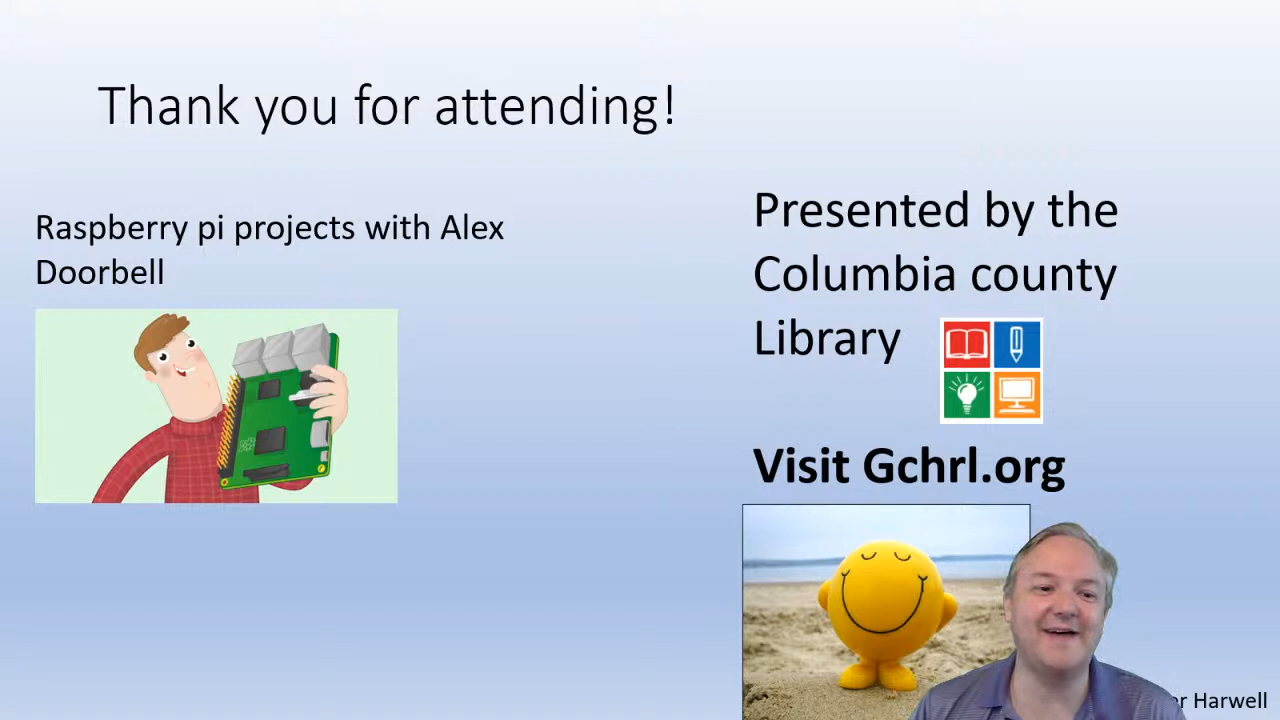 Thank you for attending!
Raspberry pi projects with Alex
Doorbell
Presented by the
Columbia county
Library
Visit Gchrl.org
Harwell